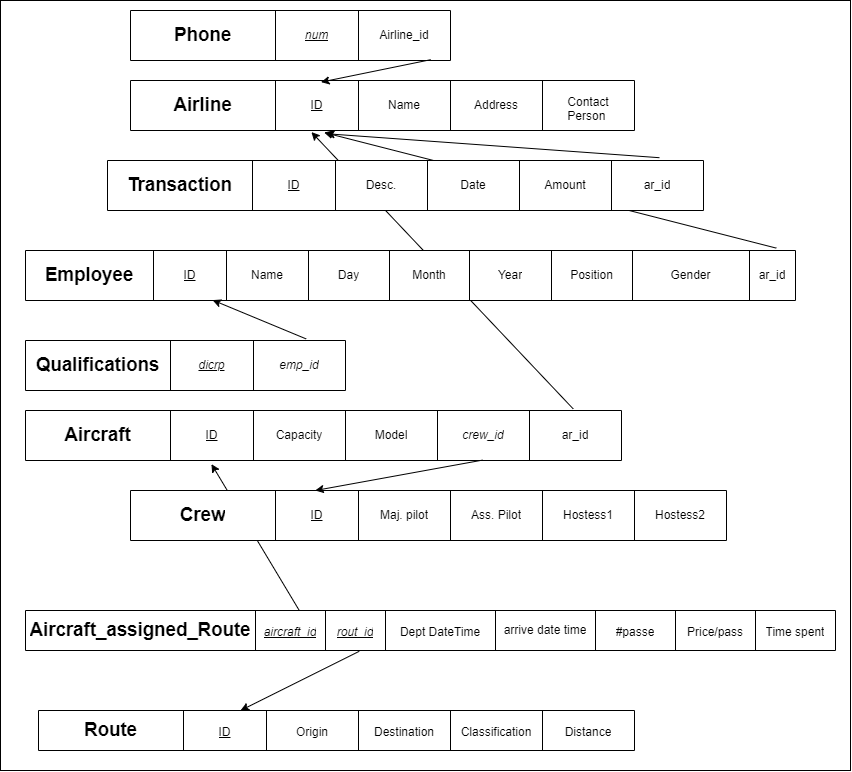 Phone num Airline_id
Airline ID Name Address Contact
Person
Transaction ID Desc. Date Amount ar_id
Employee ID Name Day Month Year Position Gender ar_id
Qualifications dicrp emp_id
Aircraft ID Capacity Model crew_id ar_id
Crew ID Maj. pilot Ass. Pilot Hostess1 Hostess2
Aircraft_assigned_Route aircraft_id rout_id Dept DateTime arrive date time #passe Price/pass Time spent
Route ID Origin Destination Classification Distance